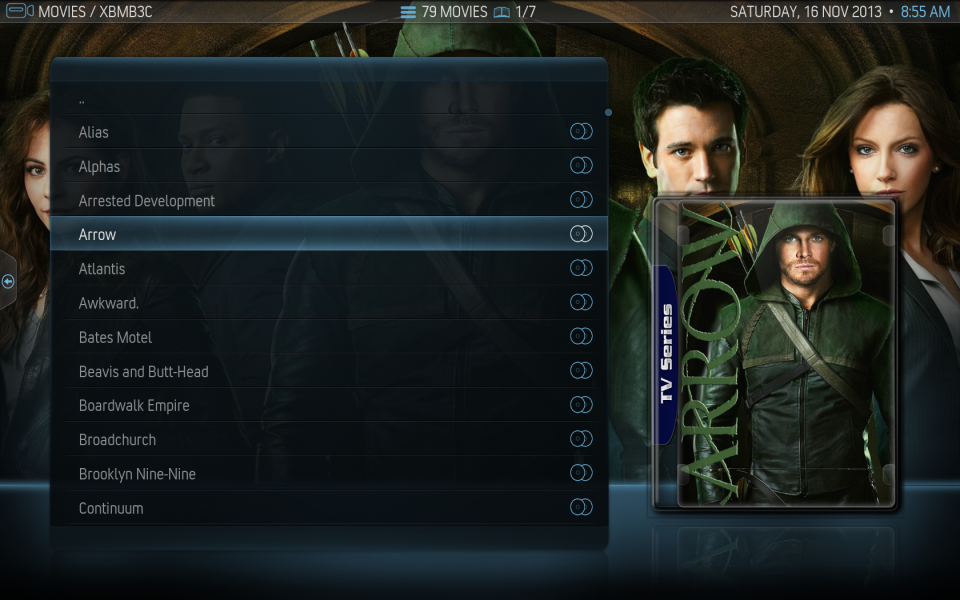 MOVIES / XBMB3C
79 MOVIES 1/7
SATURDAY, 16 NOV 2013 • 8:55 AM
..
Alias
Alphas
Arrested Development
Arrow
Atlantis
Awkward.
Bates Motel
Beavis and Butt-Head
Boardwalk Empire
Broadchurch
Brooklyn Nine-Nine
Continuum
TV Series
ARROW